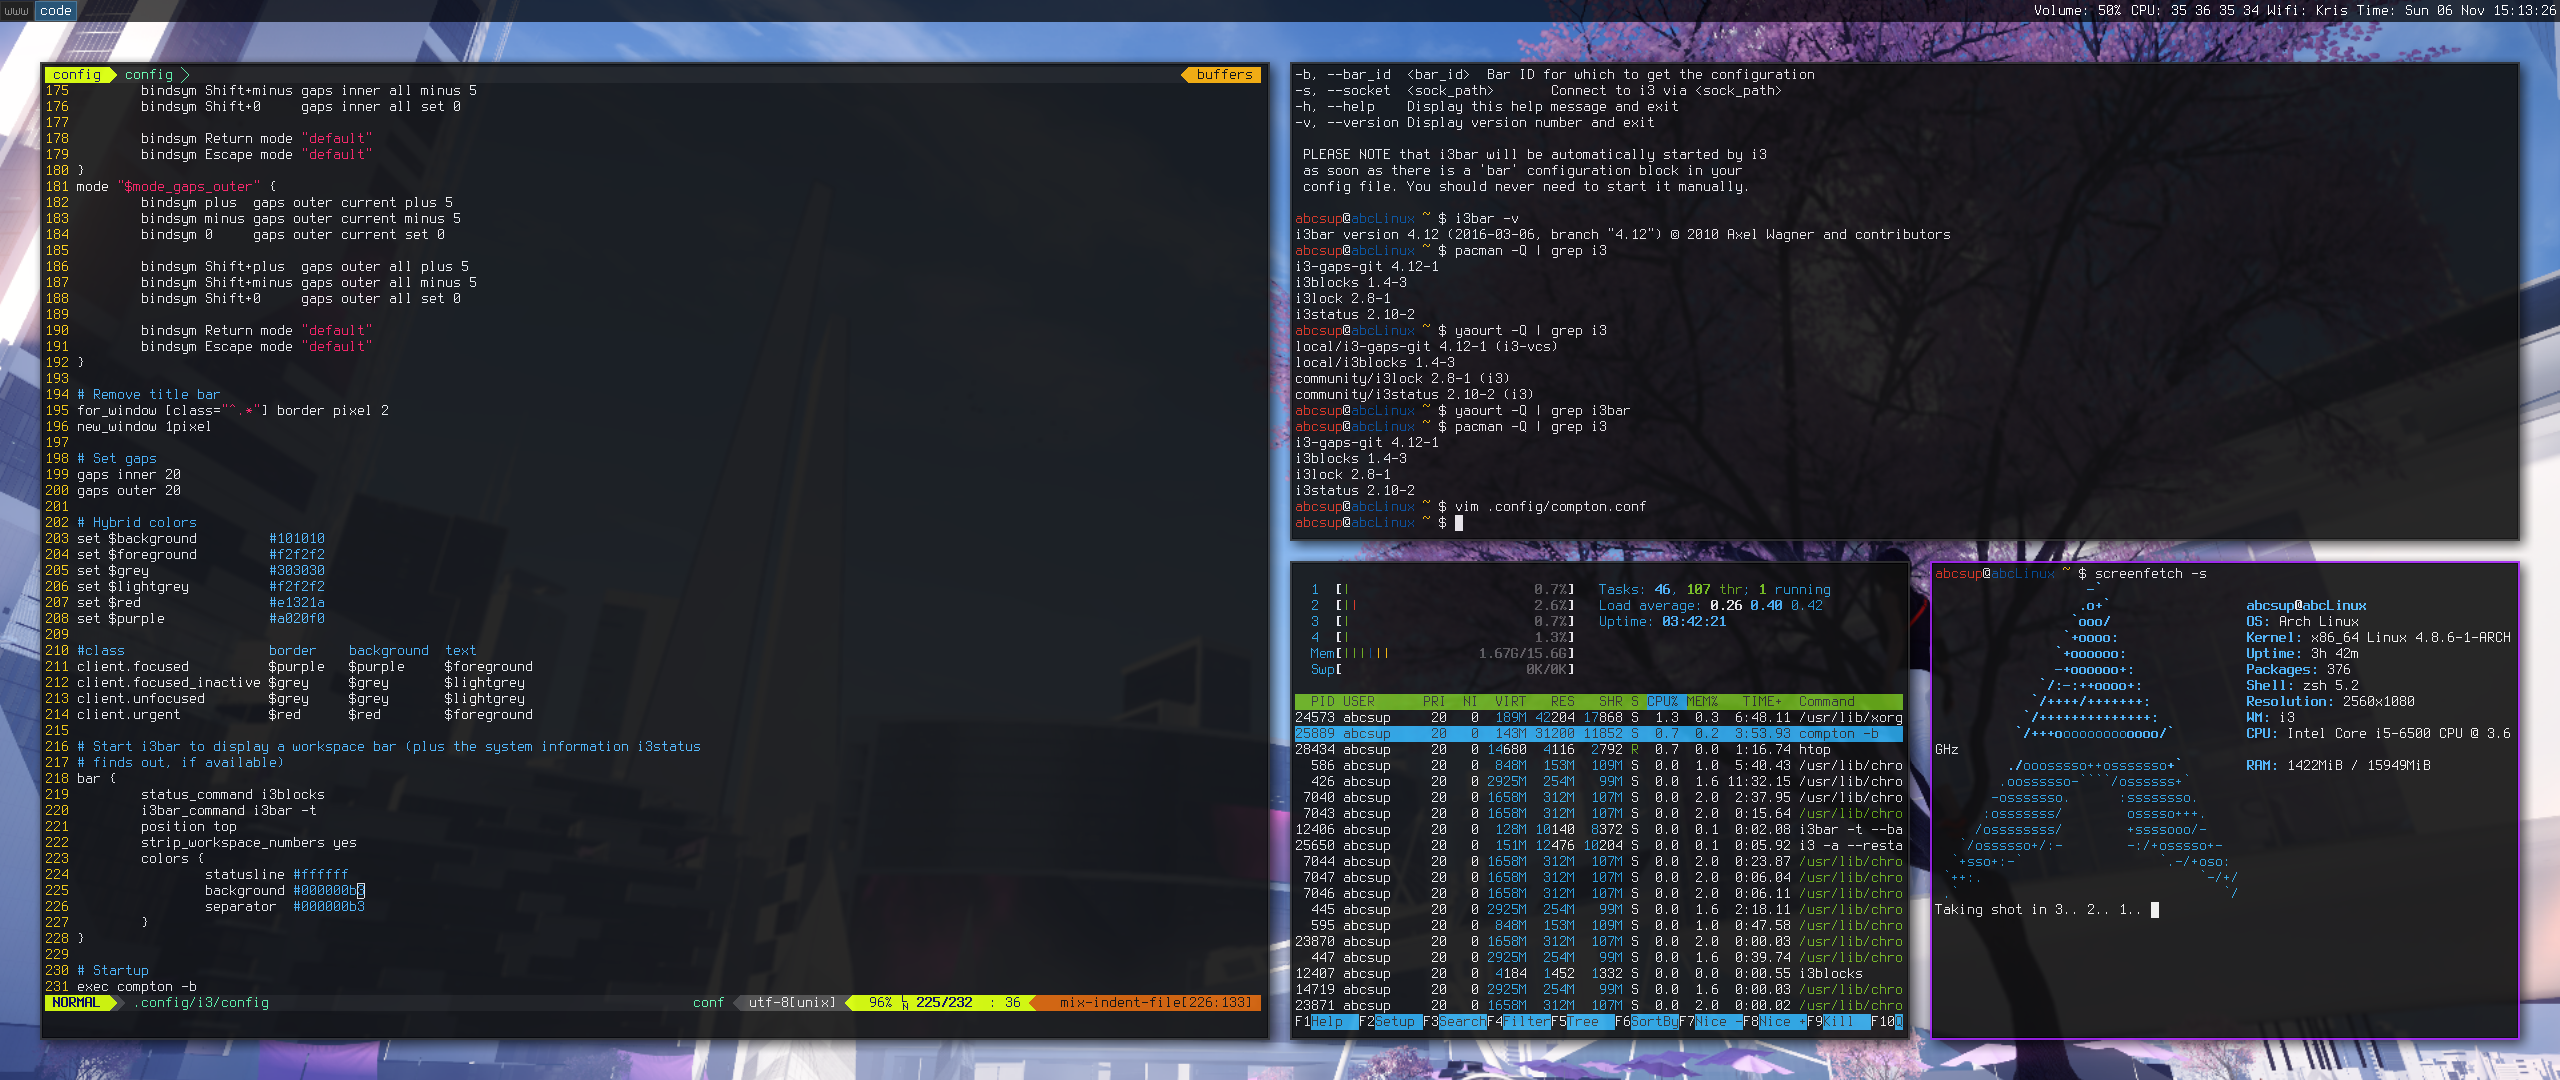 www code
Volume: 50% CPU: 35 36 35 34 Wifi: Kris Time: Sun 06 Nov 15:13:26
config config buffers
175 bindsym Shift+minus gaps inner all minus 5
176 bindsym Shift+0 gaps inner all set 0
177
178 bindsym Return mode "default"
179 bindsym Escape mode "default"
180 }
181 mode "$mode_gaps_outer" {
182 bindsym plus gaps outer current plus 5
183 bindsym minus gaps outer current minus 5
184 bindsym 0 gaps outer current set 0
185
186 bindsym Shift+plus gaps outer all plus 5
187 bindsym Shift+minus gaps outer all minus 5
188 bindsym Shift+0 gaps outer all set 0
189
190 bindsym Return mode "default"
191 bindsym Escape mode "default"
192 }
193
194 # Remove title bar
195 for_window [class="^.*"] border pixel 2
196 new_window 1pixel
197
198 # Set gaps
199 gaps inner 20
200 gaps outer 20
201
202 # Hybrid colors
203 set $background #101010
204 set $foreground #f2f2f2
205 set $grey #303030
206 set $lightgrey #f2f2f2
207 set $red #e1321a
208 set $purple #a020f0
209
210 #class border background text
211 client.focused $purple $purple $foreground
212 client.focused_inactive $grey $grey $lightgrey
213 client.unfocused $grey $grey $lightgrey
214 client.urgent $red $red $foreground
215
216 # Start i3bar to display a workspace bar (plus the system information i3status
217 # finds out, if available)
218 bar {
219 status_command i3blocks
220 i3bar_command i3bar -t
221 position top
222 strip_workspace_numbers yes
223 colors {
224 statusline #ffffff
225 background #000000b3
226 separator #000000b3
227 }
228 }
229
230 # Startup
231 exec compton -b
NORMAL .config/i3/config conf utf-8[unix] 96% 225/232 : 36 mix-indent-file[226:133]
-b, --bar_id <bar_id> Bar ID for which to get the configuration
-s, --socket <sock_path> Connect to i3 via <sock_path>
-h, --help Display this help message and exit
-v, --version Display version number and exit
PLEASE NOTE that i3bar will be automatically started by i3
as soon as there is a 'bar' configuration block in your
config file. You should never need to start it manually.
abcsup@abcLinux ~ $ i3bar -v
i3bar version 4.12 (2016-03-06, branch "4.12") © 2010 Axel Wagner and contributors
abcsup@abcLinux ~ $ pacman -Q | grep i3
i3-gaps-git 4.12-1
i3blocks 1.4-3
i3lock 2.8-1
i3status 2.10-2
abcsup@abcLinux ~ $ yaourt -Q | grep i3
local/i3-gaps-git 4.12-1 (i3-vcs)
local/i3blocks 1.4-3
community/i3lock 2.8-1 (i3)
community/i3status 2.10-2 (i3)
abcsup@abcLinux ~ $ yaourt -Q | grep i3bar
abcsup@abcLinux ~ $ pacman -Q | grep i3
i3-gaps-git 4.12-1
i3blocks 1.4-3
i3lock 2.8-1
i3status 2.10-2
abcsup@abcLinux ~ $ vim .config/compton.conf
abcsup@abcLinux ~ $
1 [| 0.7%] Tasks: 46, 107 thr; 1 running
2 [|| 2.6%] Load average: 0.26 0.40 0.42
3 [| 0.7%] Uptime: 03:42:21
4 [| 1.3%]
Mem[|||||| 1.67G/15.6G]
Swp[ 0K/0K]
PID USER PRI NI VIRT RES SHR S CPU% MEM% TIME+ Command
24573 abcsup 20 0 189M 42204 17868 S 1.3 0.3 6:48.11 /usr/lib/xorg
25889 abcsup 20 0 143M 31200 11852 S 0.7 0.2 3:53.93 compton -b
28434 abcsup 20 0 14680 4116 2792 R 0.7 0.0 1:16.74 htop
586 abcsup 20 0 848M 153M 109M S 0.0 1.0 5:40.43 /usr/lib/chro
426 abcsup 20 0 2925M 254M 99M S 0.0 1.6 11:32.15 /usr/lib/chro
7040 abcsup 20 0 1658M 312M 107M S 0.0 2.0 2:37.95 /usr/lib/chro
7043 abcsup 20 0 1658M 312M 107M S 0.0 2.0 0:15.64 /usr/lib/chro
12406 abcsup 20 0 128M 10140 8372 S 0.0 0.1 0:02.08 i3bar -t --ba
25650 abcsup 20 0 151M 12476 10204 S 0.0 0.1 0:05.92 i3 -a --resta
7044 abcsup 20 0 1658M 312M 107M S 0.0 2.0 0:23.87 /usr/lib/chro
7047 abcsup 20 0 1658M 312M 107M S 0.0 2.0 0:06.04 /usr/lib/chro
7046 abcsup 20 0 1658M 312M 107M S 0.0 2.0 0:06.11 /usr/lib/chro
445 abcsup 20 0 2925M 254M 99M S 0.0 1.6 2:18.11 /usr/lib/chro
595 abcsup 20 0 848M 153M 109M S 0.0 1.0 0:47.58 /usr/lib/chro
23870 abcsup 20 0 1658M 312M 107M S 0.0 2.0 0:00.03 /usr/lib/chro
447 abcsup 20 0 2925M 254M 99M S 0.0 1.6 0:39.74 /usr/lib/chro
12407 abcsup 20 0 4184 1452 1332 S 0.0 0.0 0:00.55 i3blocks
14719 abcsup 20 0 2925M 254M 99M S 0.0 1.6 0:00.03 /usr/lib/chro
23871 abcsup 20 0 1658M 312M 107M S 0.0 2.0 0:00.02 /usr/lib/chro
F1Help F2Setup F3SearchF4FilterF5Tree F6SortByF7Nice -F8Nice +F9Kill F10Q
abcsup@abcLinux ~ $ screenfetch -s
-`
.o+`
`ooo/
`+oooo:
`+oooooo:
-+oooooo+:
`/:-:++oooo+:
`/++++/+++++++:
`/++++++++++++++:
`/+++ooooooooooooo/`
./ooosssso++osssssso+`
.oossssso-````/ossssss+`
-osssssso. :ssssssso.
:osssssss/ osssso+++.
/ossssssss/ +ssssooo/-
`/ossssso+/:- -:/+osssso+-
`+sso+:-` `.-/+oso:
`++:. `-/+/
.` `/
abcsup@abcLinux
OS: Arch Linux
Kernel: x86_64 Linux 4.8.6-1-ARCH
Uptime: 3h 42m
Packages: 376
Shell: zsh 5.2
Resolution: 2560x1080
WM: i3
CPU: Intel Core i5-6500 CPU @ 3.6
GHz
RAM: 1422MiB / 15949MiB
Taking shot in 3.. 2.. 1..